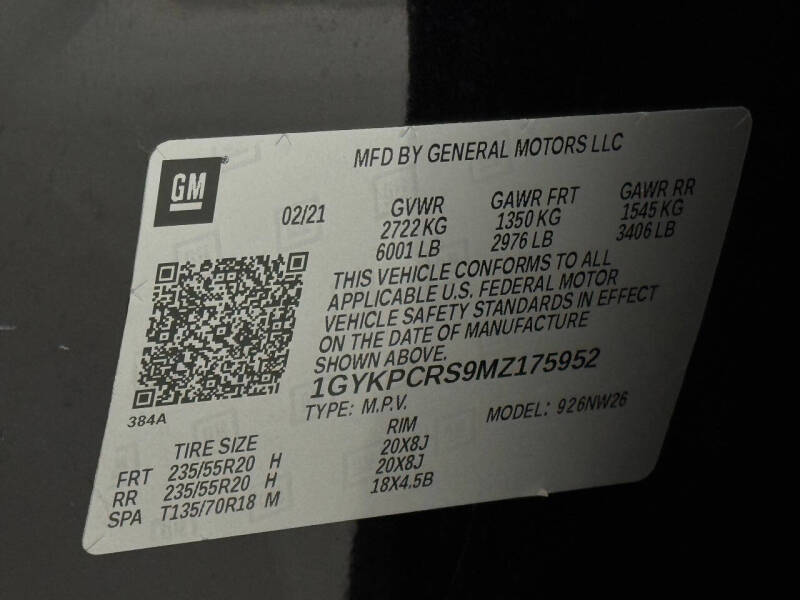 MFD BY GENERAL MOTORS LLC
GM
02/21 GVWR GAWR FRT GAWR RR
2722 KG 1350 KG 1545 KG
6001 LB 2976 LB 3406 LB
THIS VEHICLE CONFORMS TO ALL
APPLICABLE U.S. FEDERAL MOTOR
VEHICLE SAFETY STANDARDS IN EFFECT
ON THE DATE OF MANUFACTURE
SHOWN ABOVE.
1GYKPCRS9MZ175952
384A
TYPE: M.P.V. MODEL: 926NW26
TIRE SIZE RIM
FRT 235/55R20 H 20X8J
RR 235/55R20 H 20X8J
SPA T135/70R18 M 18X4.5B